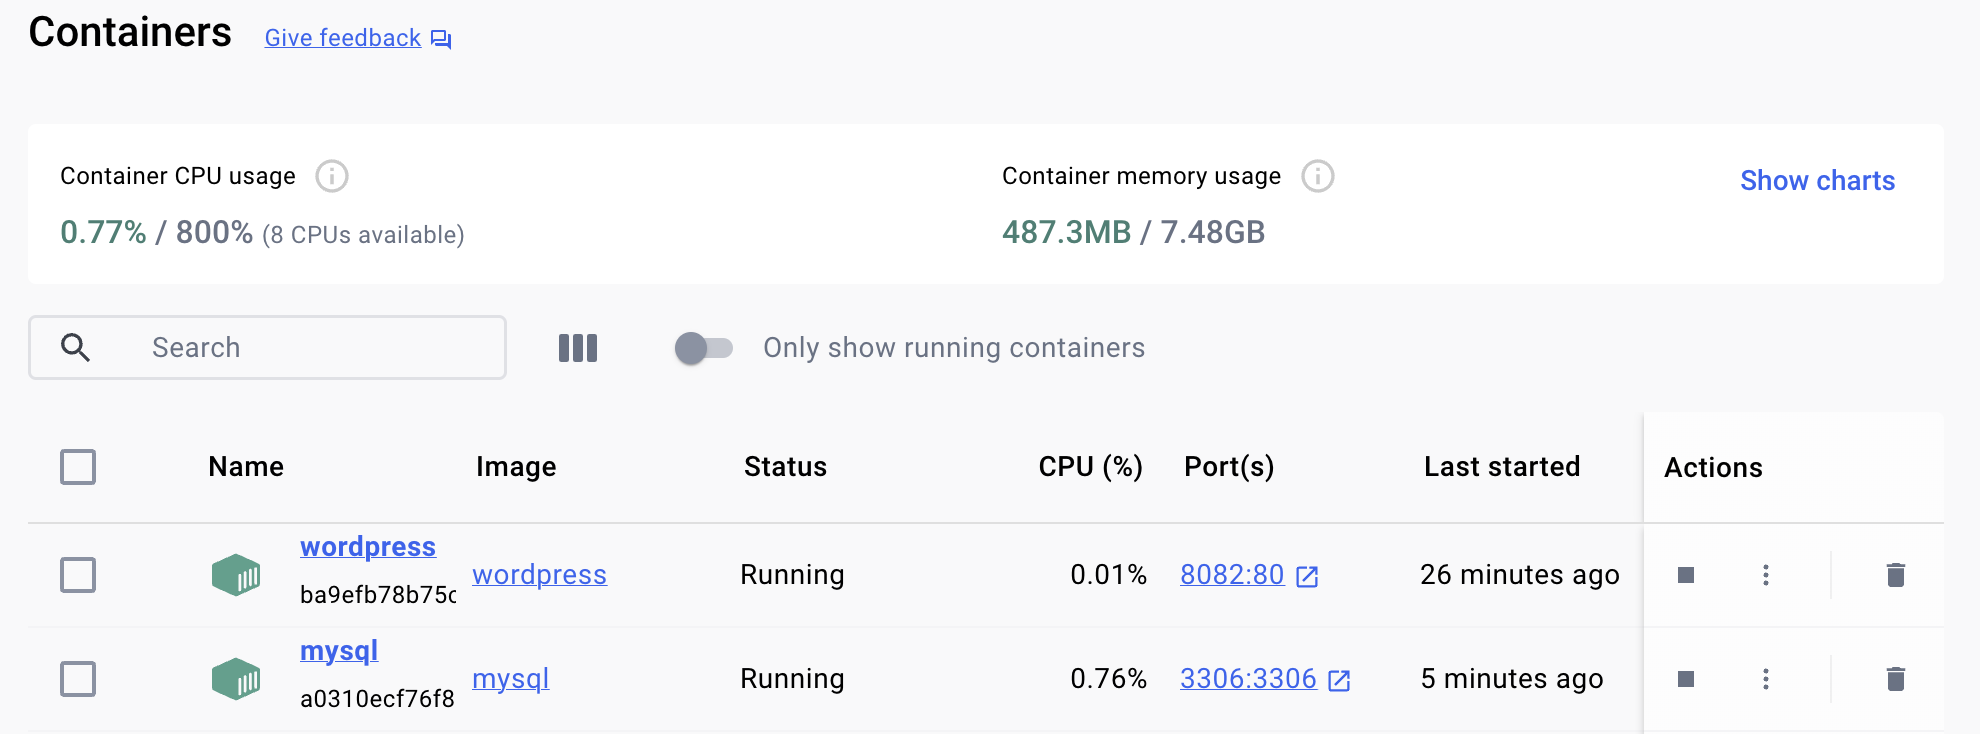 Containers Give feedback
Container CPU usage
0.77% / 800% (8 CPUs available)
Container memory usage
487.3MB / 7.48GB
Show charts
Search
Only show running containers
Name Image Status CPU (%) Port(s) Last started Actions
wordpress
ba9efb78b75c
wordpress Running 0.01% 8082:80 26 minutes ago
mysql
a0310ecf76f8
mysql Running 0.76% 3306:3306 5 minutes ago